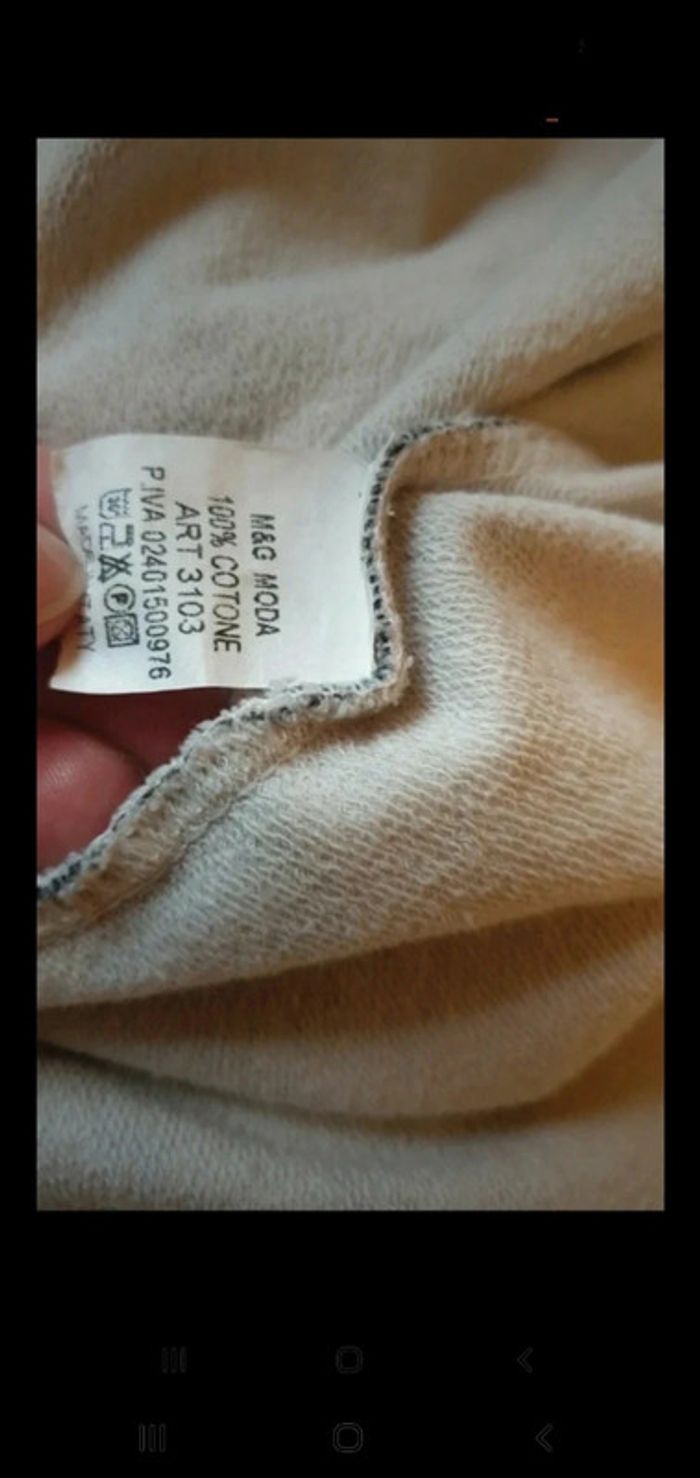 M&G MODA
100% COTONE
ART 3103
P.IVA 02401500976